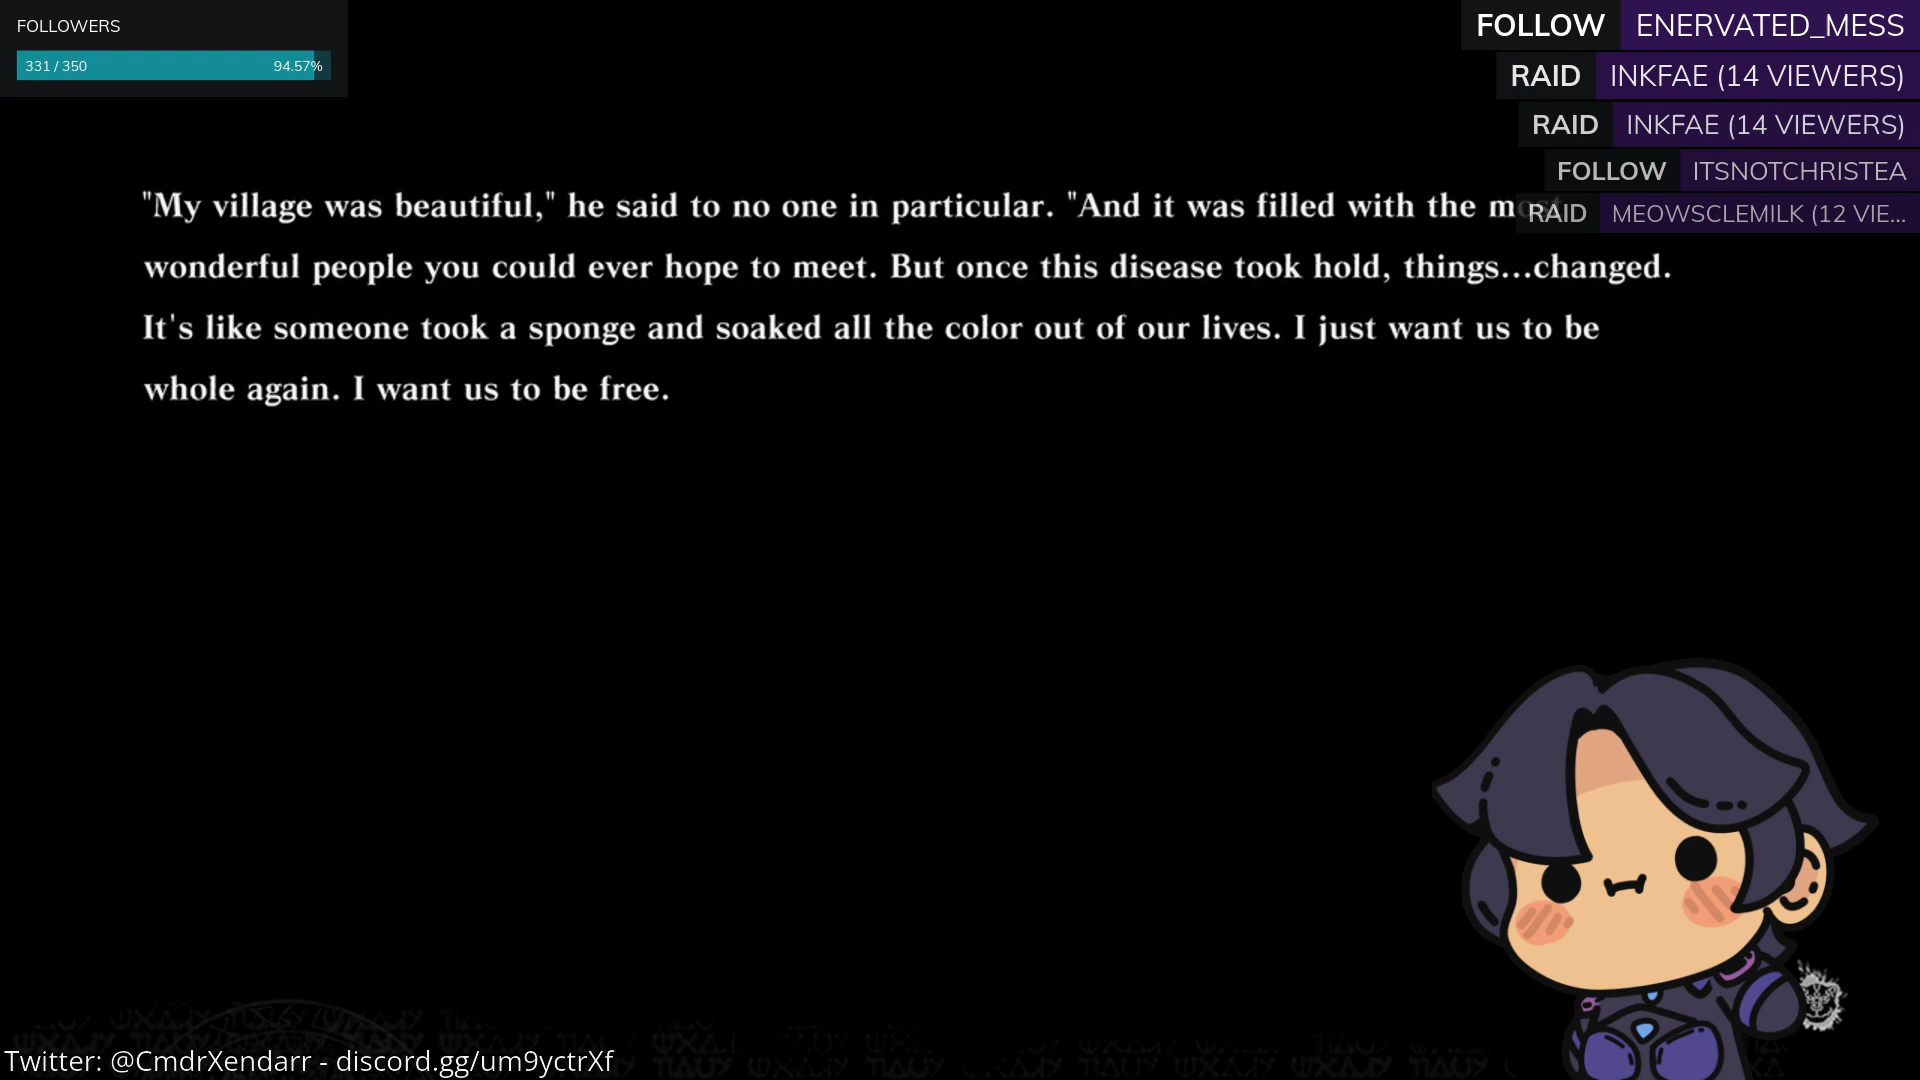 FOLLOWERS
331 / 350 94.57%
FOLLOW ENERVATED_MESS
RAID INKFAE (14 VIEWERS)
RAID INKFAE (14 VIEWERS)
FOLLOW ITSNOTCHRISTEA
RAID MEOWSCLEMILK (12 VIE...
"My village was beautiful," he said to no one in particular. "And it was filled with the most
wonderful people you could ever hope to meet. But once this disease took hold, things...changed.
It's like someone took a sponge and soaked all the color out of our lives. I just want us to be
whole again. I want us to be free.
Twitter: @CmdrXendarr - discord.gg/um9yctrXf